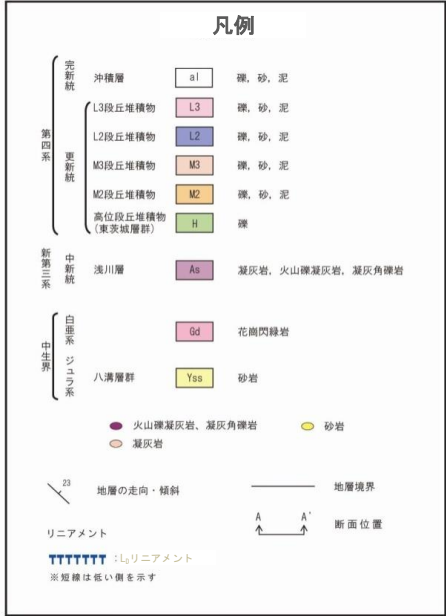 凡例
第四系
完新統
沖積層 al 礫，砂，泥
更新統
L3段丘堆積物 L3 礫，砂，泥
L2段丘堆積物 L2 礫，砂，泥
M3段丘堆積物 M3 礫，砂，泥
M2段丘堆積物 M2 礫，砂，泥
高位段丘堆積物
(東茨城層群) H 礫
新第三系
中新統
浅川層 As 凝灰岩，火山礫凝灰岩，凝灰角礫岩
中生界
白亜系
Gd 花崗閃緑岩
ジュラ系
八溝層群 Yss 砂岩
火山礫凝灰岩、凝灰角礫岩 砂岩
凝灰岩
23 地層の走向・傾斜 地層境界
A A' 断面位置
リニアメント
：LDリニアメント
※短線は低い側を示す